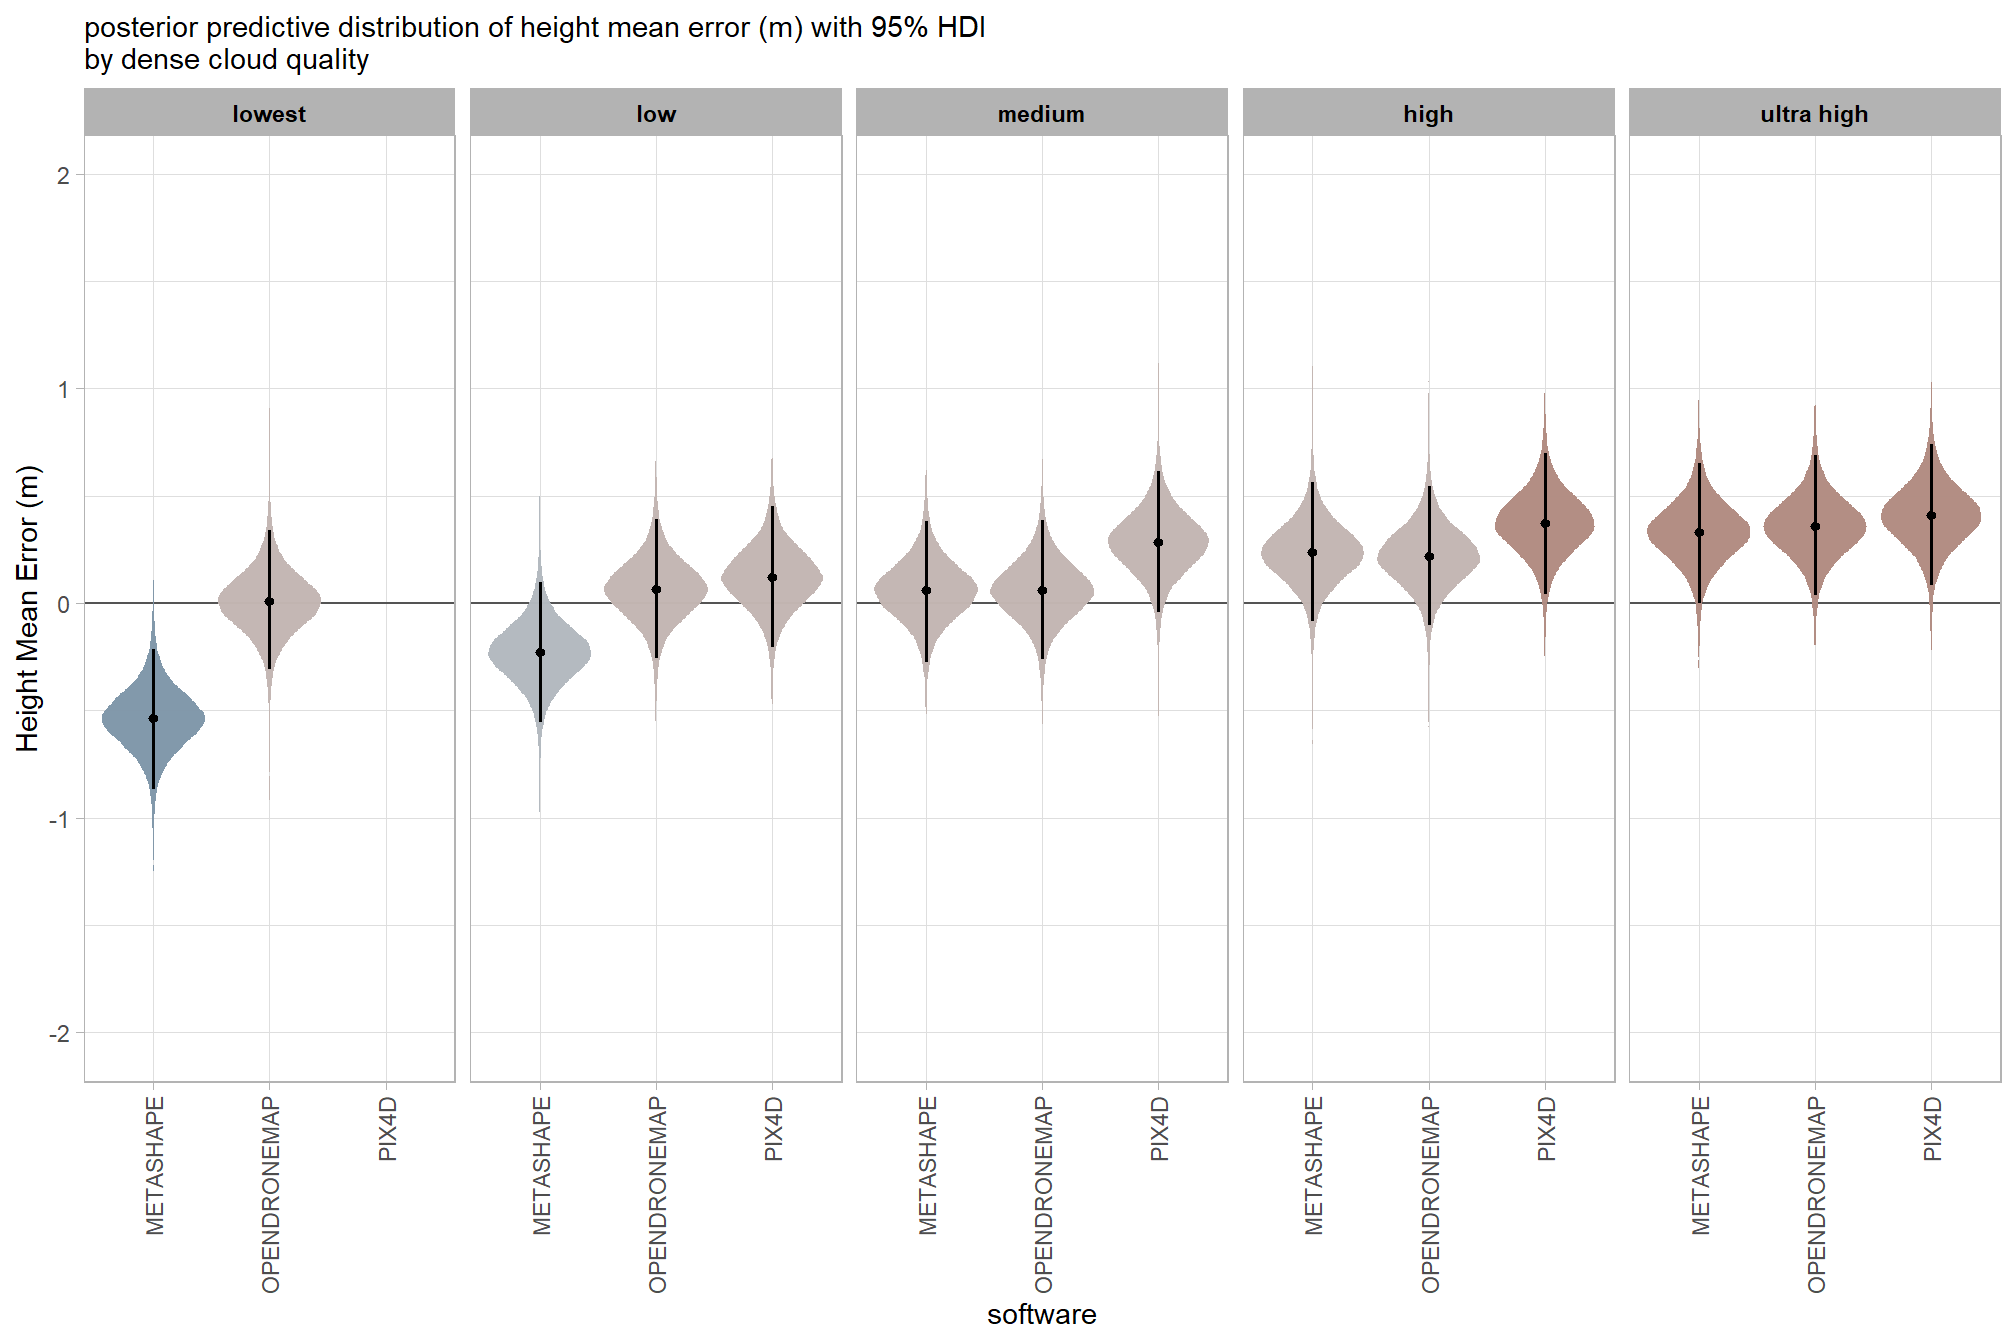 posterior predictive distribution of height mean error (m) with 95% HDI
by dense cloud quality
lowest
low
medium
high
ultra high
Height Mean Error (m)
2
1
0
-1
-2
METASHAPE
OPENDRONEMAP
PIX4D
METASHAPE
OPENDRONEMAP
PIX4D
METASHAPE
OPENDRONEMAP
PIX4D
METASHAPE
OPENDRONEMAP
PIX4D
METASHAPE
OPENDRONEMAP
PIX4D
software